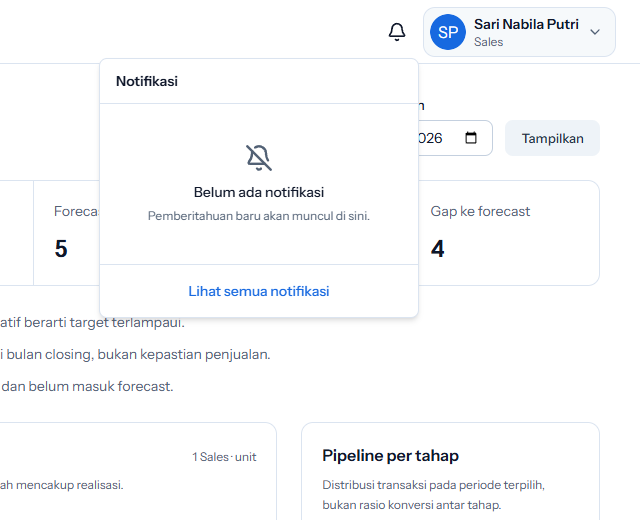 SP
Sari Nabila Putri
Sales
Notifikasi
Belum ada notifikasi
Pemberitahuan baru akan muncul di sini.
Lihat semua notifikasi
026
Tampilkan
5
Gap ke forecast
4
atif berarti target terlampaui.
i bulan closing, bukan kepastian penjualan.
dan belum masuk forecast.
1 Sales · unit
ah mencakup realisasi.
Pipeline per tahap
Distribusi transaksi pada periode terpilih,
bukan rasio konversi antar tahap.